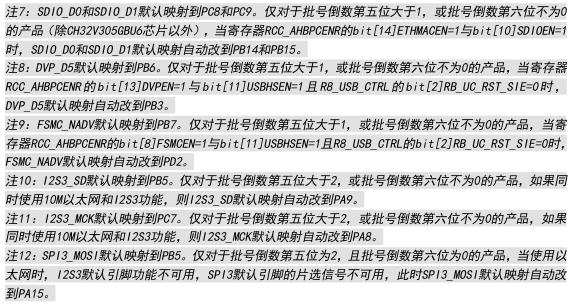 注7：SDIO_D0和SDIO_D1默认映射到PC8和PC9。仅对于批号倒数第五位大于1，或批号倒数第六位不为0
的产品（除CH32V305GBU6芯片以外），当寄存器RCC_AHBPCENR的bit[14]ETHMACEN=1与bit[10]SDIOEN=1
时，SDIO_D0和SDIO_D1默认映射自动改到PB14和PB15。
注8：DVP_D5默认映射到PB6。仅对于批号倒数第五位大于1，或批号倒数第六位不为0的产品，当寄存器
RCC_AHBPCENR的bit[13]DVPEN=1与bit[11]USBHSEN=1且R8_USB_CTRL的bit[2]RB_UC_RST_SIE=0时，
DVP_D5默认映射自动改到PB3。
注9：FSMC_NADV默认映射到PB7。仅对于批号倒数第五位大于1，或批号倒数第六位不为0的产品，当寄
存器RCC_AHBPCENR的bit[8]FSMCEN=1与bit[11]USBHSEN=1且R8_USB_CTRL的bit[2]RB_UC_RST_SIE=0时，
FSMC_NADV默认映射自动改到PD2。
注10：I2S3_SD默认映射到PB5。仅对于批号倒数第五位大于2，或批号倒数第六位不为0的产品，如果同
时使用10M以太网和I2S3功能，则I2S3_SD默认映射自动改到PA9。
注11：I2S3_MCK默认映射到PC7。仅对于批号倒数第五位大于2，或批号倒数第六位不为0的产品，如果
同时使用10M以太网和I2S3功能，则I2S3_MCK默认映射自动改到PA8。
注12：SPI3_MOSI默认映射到PB5。仅对于批号倒数第五位为2，且批号倒数第六位为0的产品，当使用以
太网时，I2S3默认引脚功能不可用，SPI3默认引脚的片选信号不可用，此时SPI3_MOSI默认映射自动改
到PA15。